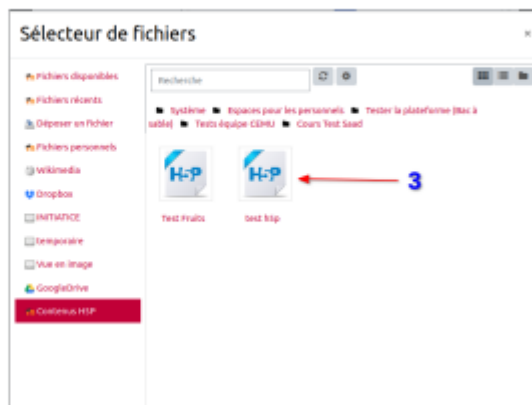 Sélecteur de fichiers
×
Fichiers disponibles
Fichiers récents
Déposer un fichier
Fichiers personnels
Wikimedia
Dropbox
INITIATICE
temporaire
Vue en image
GoogleDrive
Contenus H5P
Recherche
Système Espaces pour les personnels Tester la plateforme (Bac à
sable) Tests équipe CEMU Cours Test Saad
H5P
H5P
3
Test Fruits
test h5p